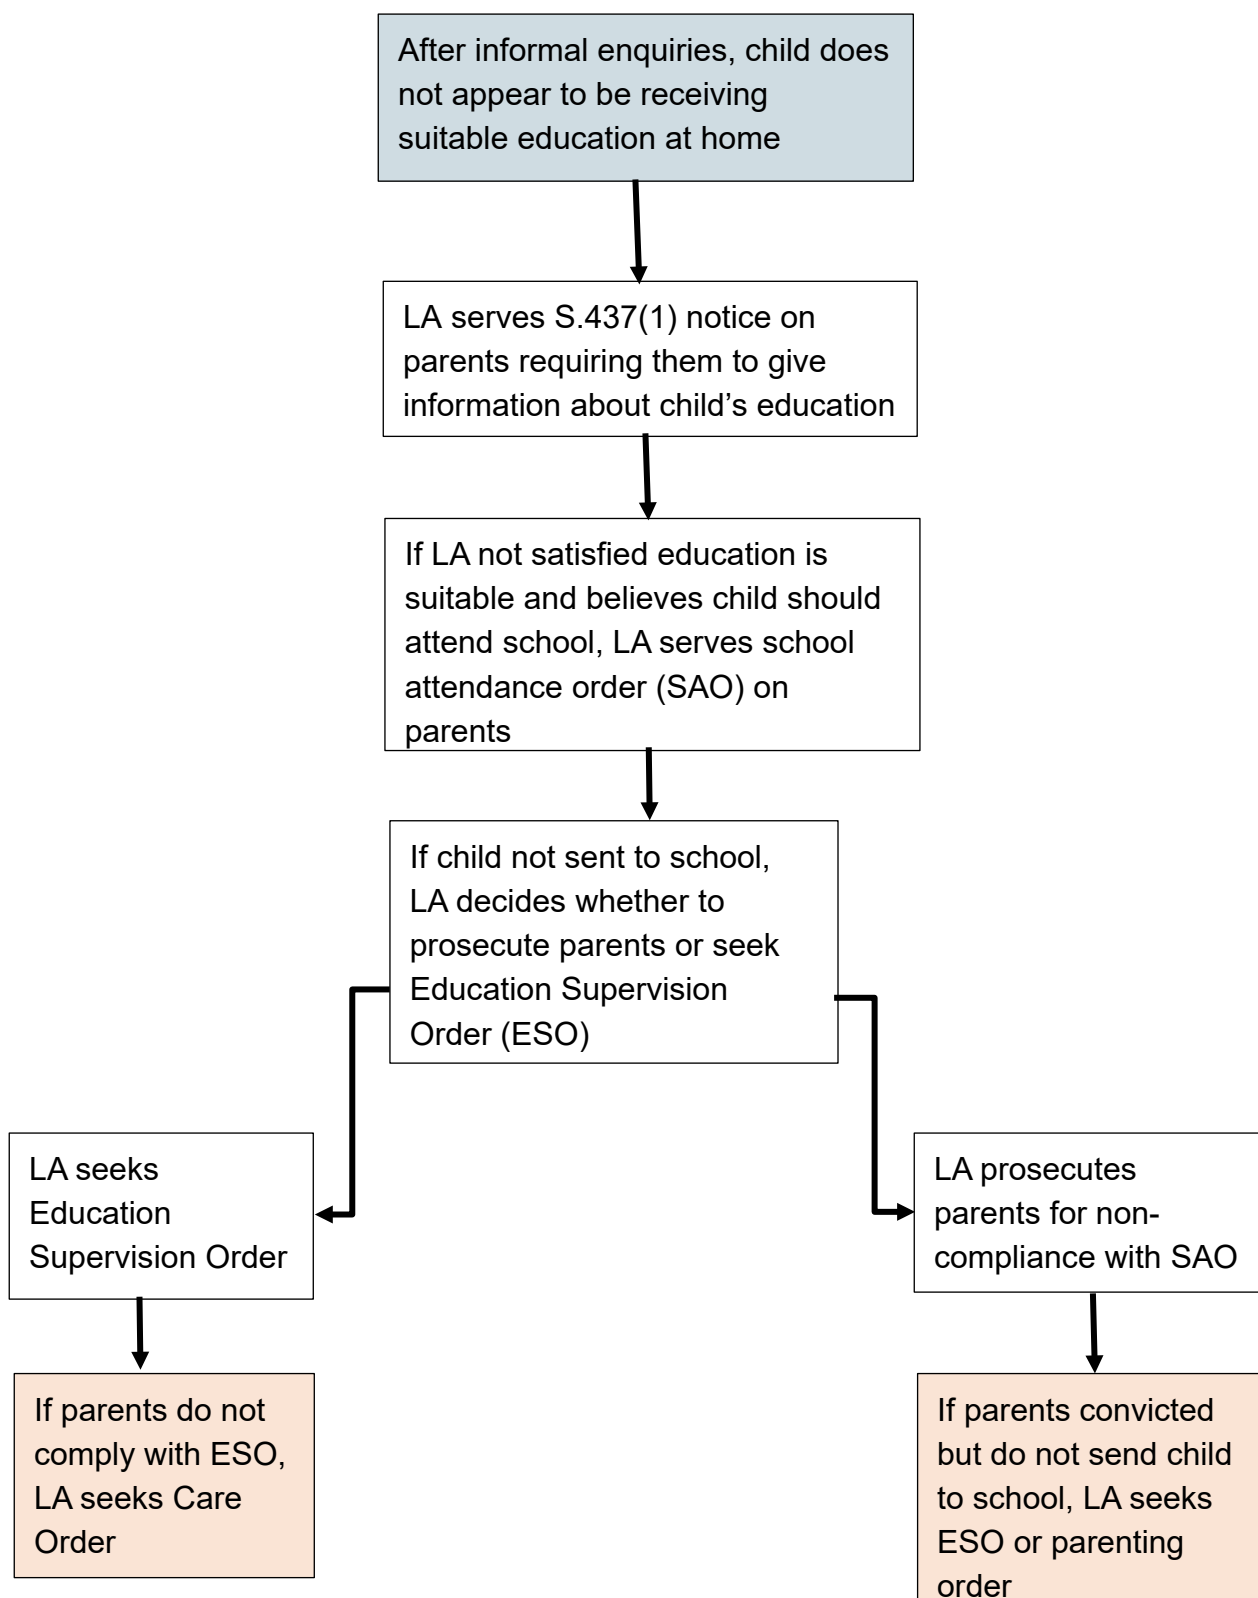 After informal enquiries, child does
not appear to be receiving
suitable education at home
LA serves S.437(1) notice on
parents requiring them to give
information about child’s education
If LA not satisfied education is
suitable and believes child should
attend school, LA serves school
attendance order (SAO) on
parents
If child not sent to school,
LA decides whether to
prosecute parents or seek
Education Supervision
Order (ESO)
LA seeks
Education
Supervision Order
LA prosecutes
parents for non-
compliance with SAO
If parents do not
comply with ESO,
LA seeks Care
Order
If parents convicted
but do not send child
to school, LA seeks
ESO or parenting
order